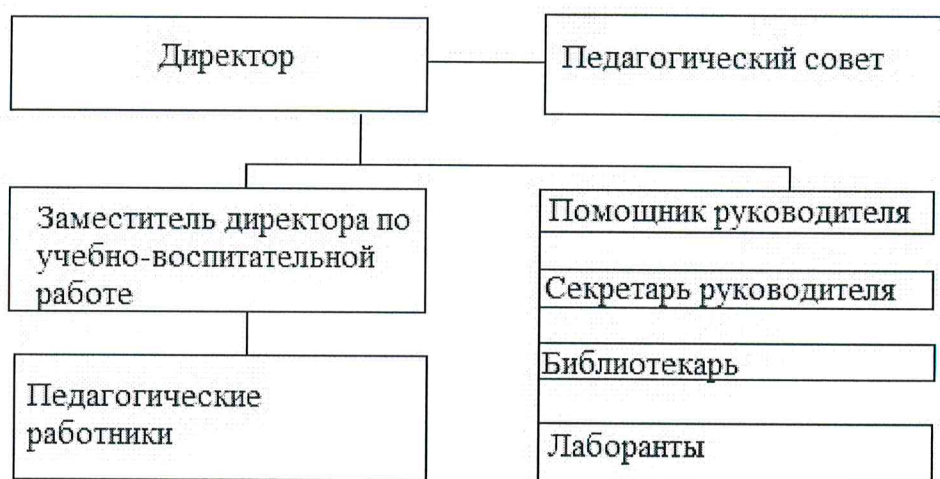 Директор
Педагогический совет
Заместитель директора по
учебно-воспитательной
работе
Педагогические
работники
Помощник руководителя
Секретарь руководителя
Библиотекарь
Лаборанты